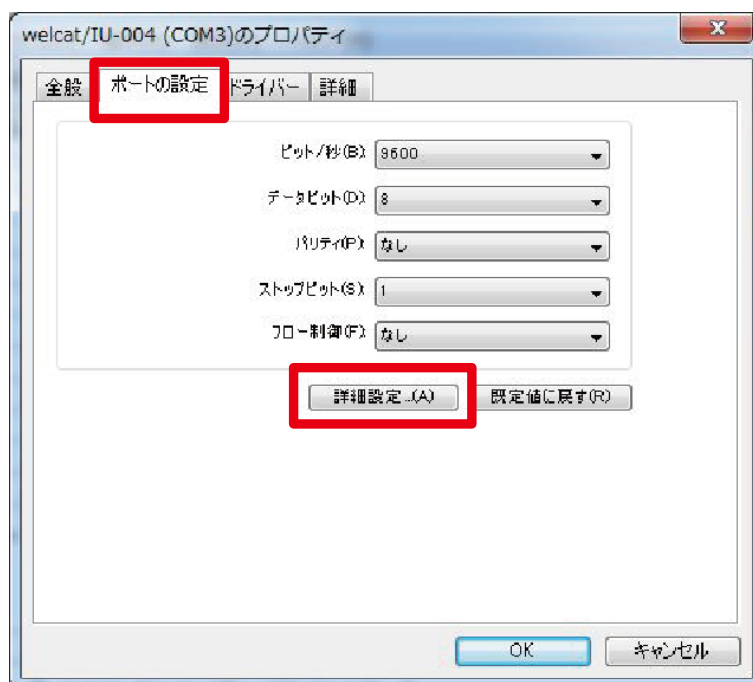 welcat/IU-004 (COM3)のプロパティ
全般 ポートの設定 ドライバー 詳細
ビット/秒(B): 9600
データ ビット(D): 8
パリティ(P): なし
ストップ ビット(S): 1
フロー制御(F): なし
詳細設定...(A) 既定値に戻す(R)
OK キャンセル